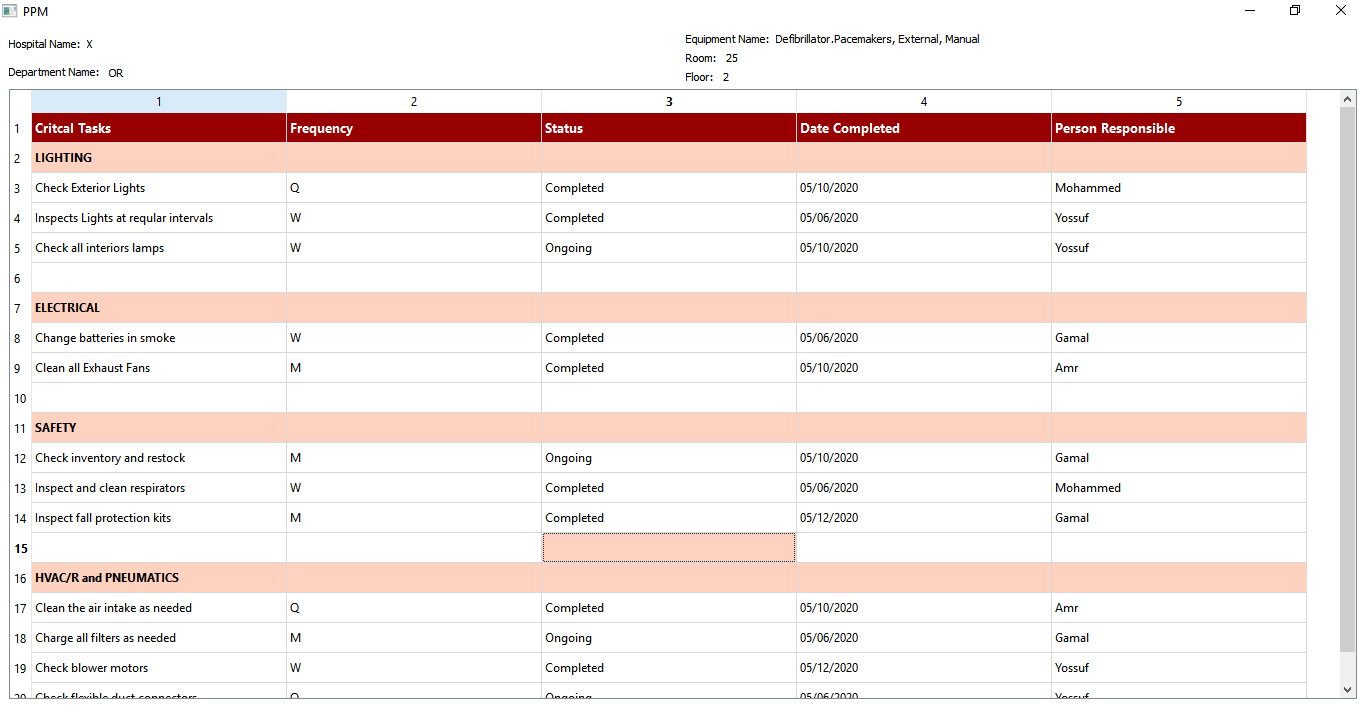 PPM
Hospital Name: X
Equipment Name: Defibrillator.Pacemakers, External, Manual
Room: 25
Department Name: OR
Floor: 2
1 2 3 4 5
1 Critcal Tasks Frequency Status Date Completed Person Responsible
2 LIGHTING
3 Check Exterior Lights Q Completed 05/10/2020 Mohammed
4 Inspects Lights at reqular intervals W Completed 05/06/2020 Yossuf
5 Check all interiors lamps W Ongoing 05/10/2020 Yossuf
6
7 ELECTRICAL
8 Change batteries in smoke W Completed 05/06/2020 Gamal
9 Clean all Exhaust Fans M Completed 05/10/2020 Amr
10
11 SAFETY
12 Check inventory and restock M Ongoing 05/10/2020 Gamal
13 Inspect and clean respirators W Completed 05/06/2020 Mohammed
14 Inspect fall protection kits M Completed 05/12/2020 Gamal
15
16 HVAC/R and PNEUMATICS
17 Clean the air intake as needed Q Completed 05/10/2020 Amr
18 Charge all filters as needed M Ongoing 05/06/2020 Gamal
19 Check blower motors W Completed 05/12/2020 Yossuf
20 Check flexible duct connectors Q Ongoing 05/06/2020 Yossuf